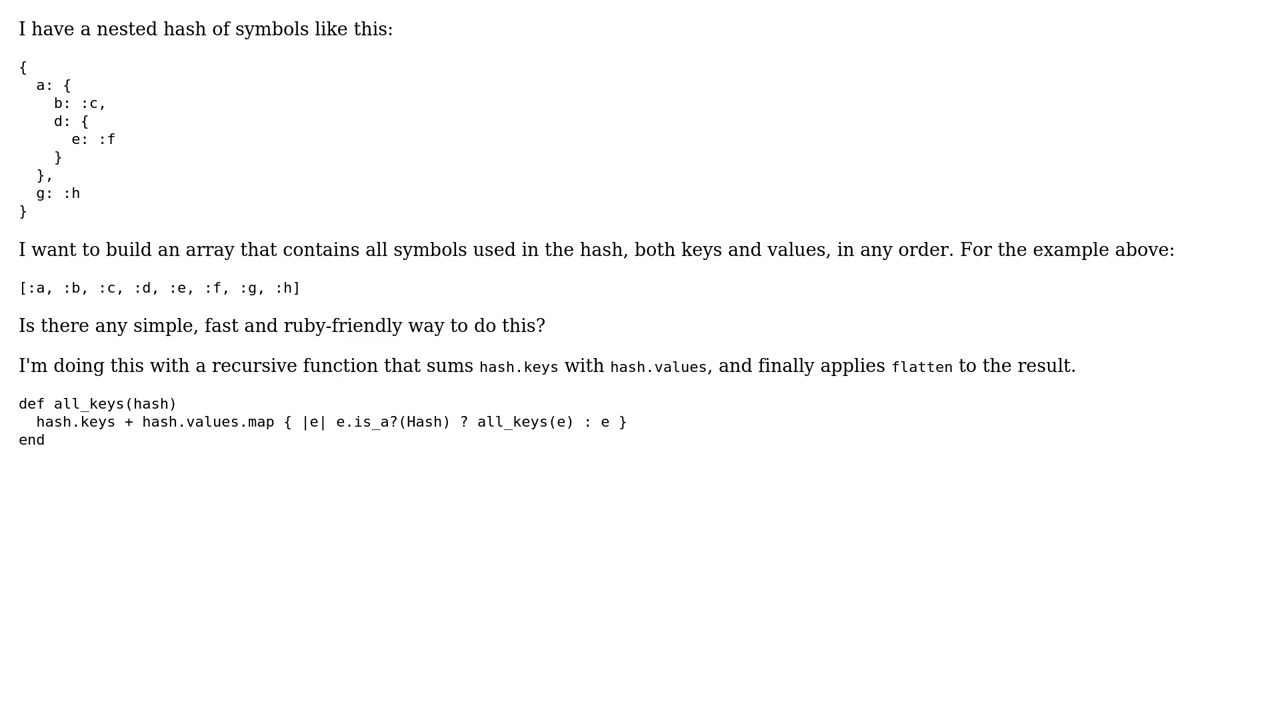 I have a nested hash of symbols like this:
{
  a: {
    b: :c,
    d: {
      e: :f
    }
  },
  g: :h
}
I want to build an array that contains all symbols used in the hash, both keys and values, in any order. For the example above:
[:a, :b, :c, :d, :e, :f, :g, :h]
Is there any simple, fast and ruby-friendly way to do this?
I'm doing this with a recursive function that sums hash.keys with hash.values, and finally applies flatten to the result.
def all_keys(hash)
  hash.keys + hash.values.map { |e| e.is_a?(Hash) ? all_keys(e) : e }
end